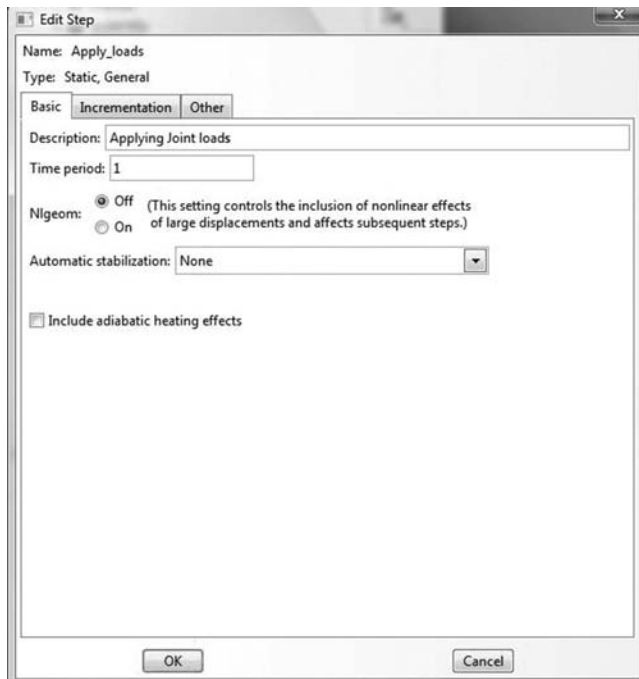 Edit Step
Name: Apply_loads
Type: Static, General
Basic Incrementation Other
Description: Applying Joint loads
Time period: 1
Nlgeom: Off (This setting controls the inclusion of nonlinear effects
On of large displacements and affects subsequent steps.)
Automatic stabilization: None
Include adiabatic heating effects
OK Cancel